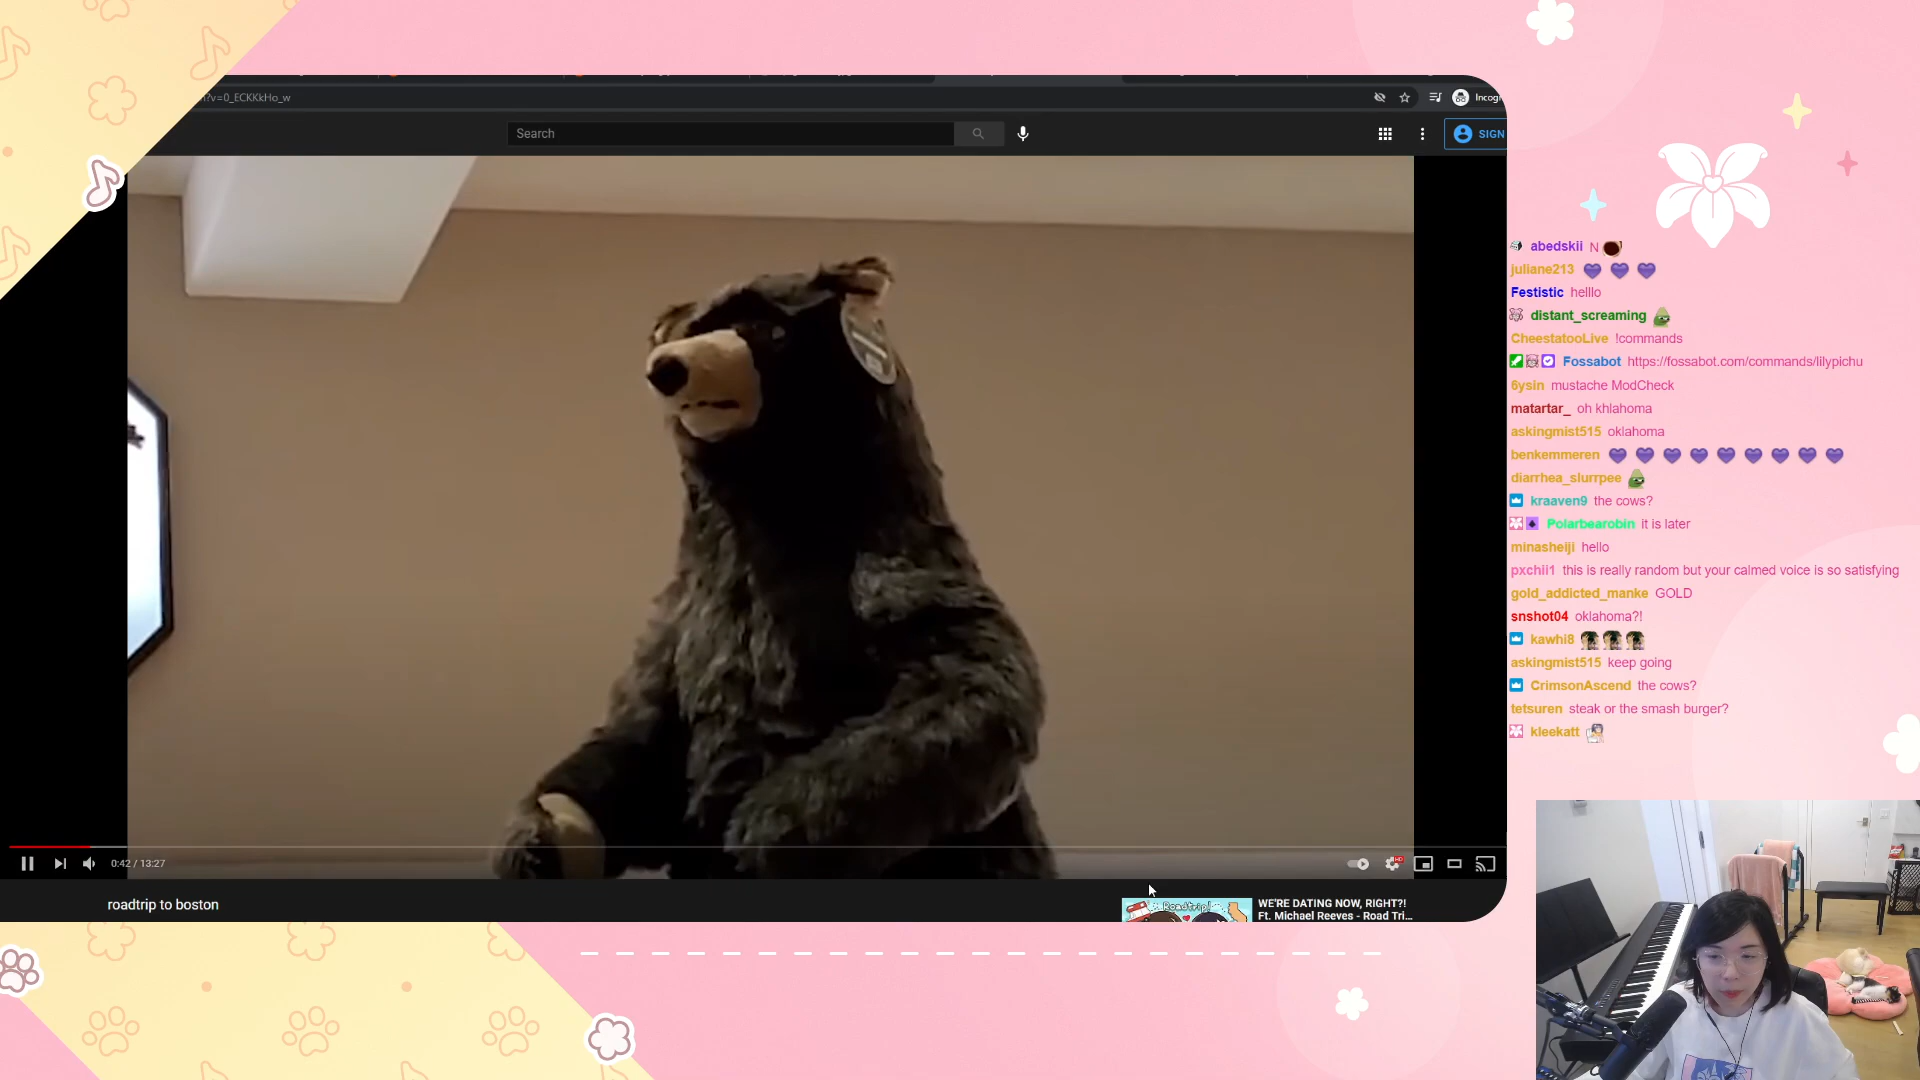 ?v=0_ECKKkHo_w
Incogn
Search
SIGN
abedskii N
juliane213
Festistic helllo
distant_screaming
CheestatooLive !commands
Fossabot https://fossabot.com/commands/lilypichu
6ysin mustache ModCheck
matartar_ oh khlahoma
askingmist515 oklahoma
benkemmeren
diarrhea_slurrpee
kraaven9 the cows?
Polarbearobin it is later
minasheiji hello
pxchii1 this is really random but your calmed voice is so satisfying
gold_addicted_manke GOLD
snshot04 oklahoma?!
kawhi8
askingmist515 keep going
CrimsonAscend the cows?
tetsuren steak or the smash burger?
kleekatt
0:42 / 13:27
HD
roadtrip to boston
Roadtrip!
WE'RE DATING NOW, RIGHT?!
Ft. Michael Reeves - Road Tri...